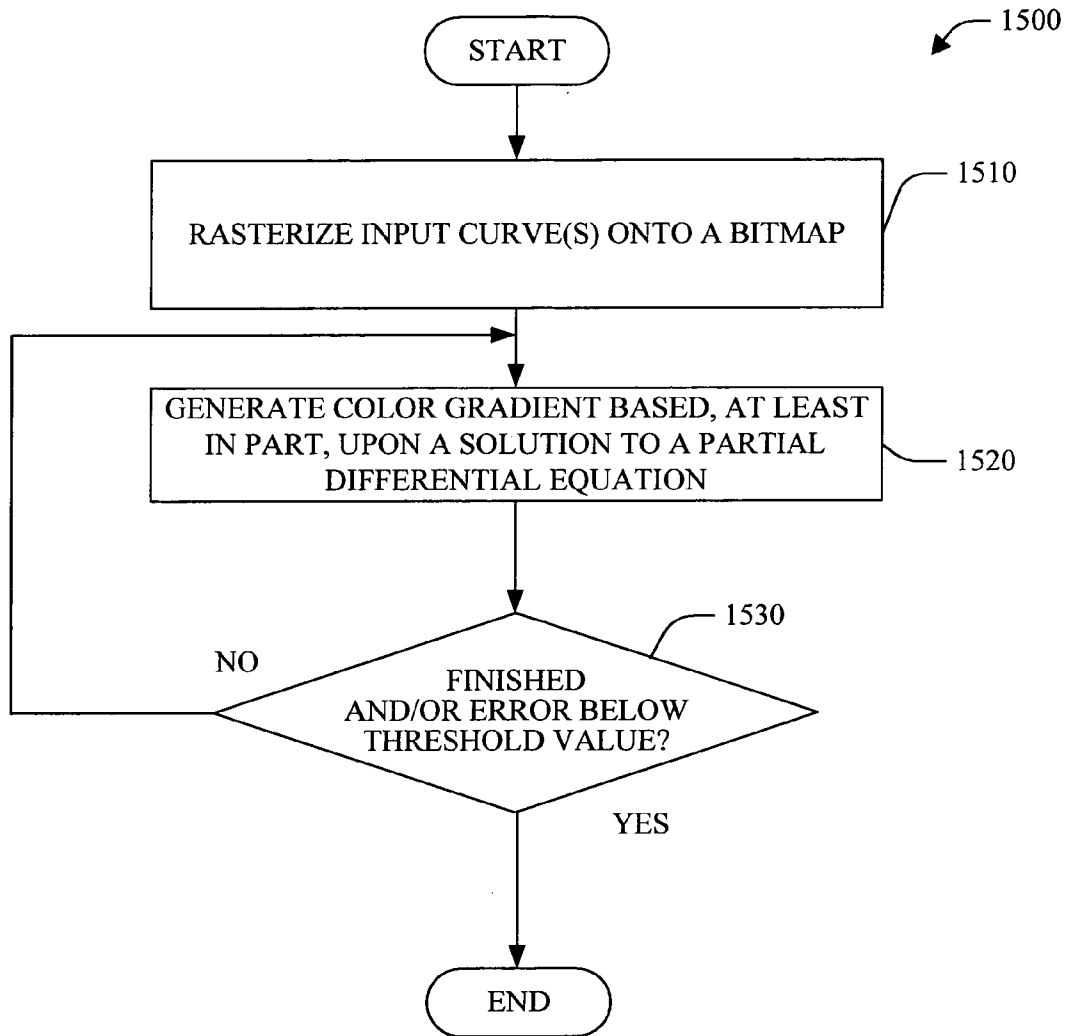 1500
START
1510
RASTERIZE INPUT CURVE(S) ONTO A BITMAP
GENERATE COLOR GRADIENT BASED, AT LEAST
IN PART, UPON A SOLUTION TO A PARTIAL
DIFFERENTIAL EQUATION
1520
1530
NO
FINISHED
AND/OR ERROR BELOW
THRESHOLD VALUE?
YES
END